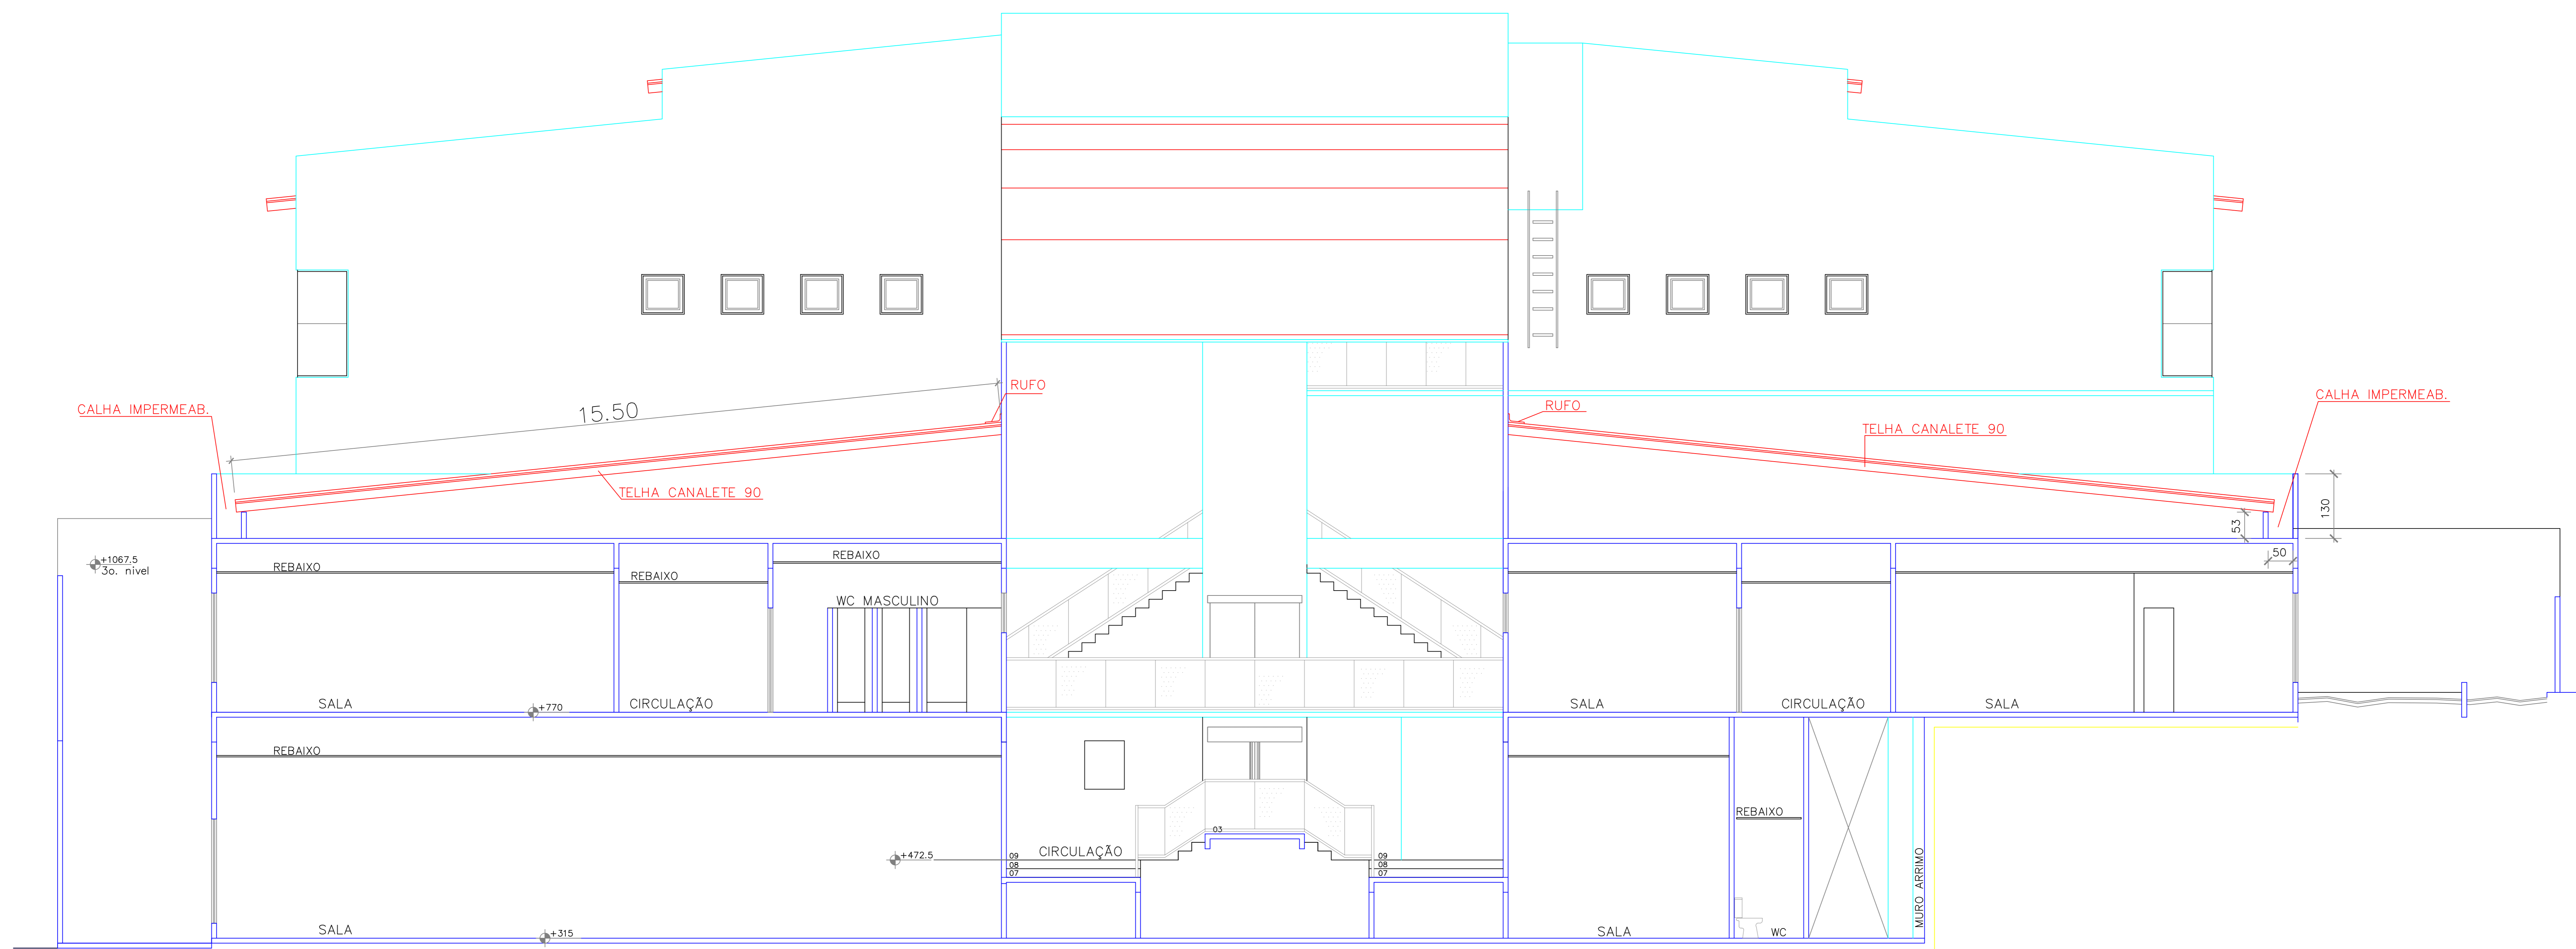 RUFO
CALHA IMPERMEAB.
15.50
RUFO
CALHA IMPERMEAB.
TELHA CANALETE 90
TELHA CANALETE 90
130
53
50
+1067.5
3o. nivel
REBAIXO
REBAIXO
REBAIXO
WC MASCULINO
SALA
+770
CIRCULAÇÃO
SALA
CIRCULAÇÃO
SALA
REBAIXO
REBAIXO
03
+472.5
09
CIRCULAÇÃO
09
08
08
07
07
MURO ARRIMO
SALA
+315
SALA
WC